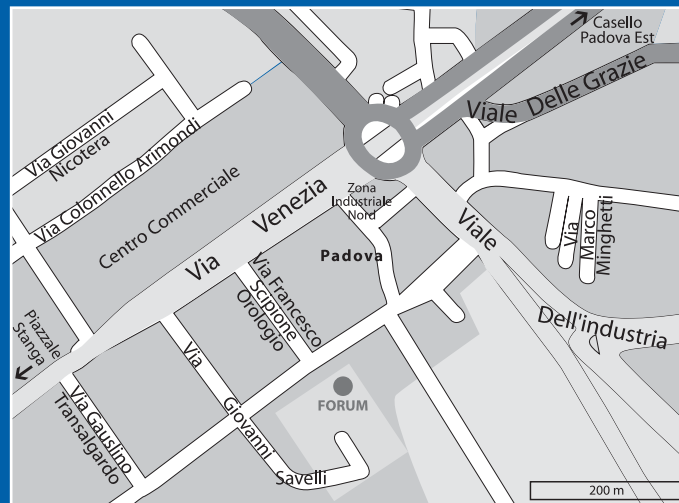 Casello
Padova Est
Viale Delle Grazie
Via Giovanni
Nicotera
Via Colonnello Arimondi
Centro Commerciale
Via Venezia
Zona
Industriale
Nord
Viale
Via
Marco
Minghetti
Padova
Via Francesco
Scipione
Orologio
Dell'industria
Piazzale
Stanga
Via
Giovanni
Savelli
Via Gauslino
Transalgardo
FORUM
200 m